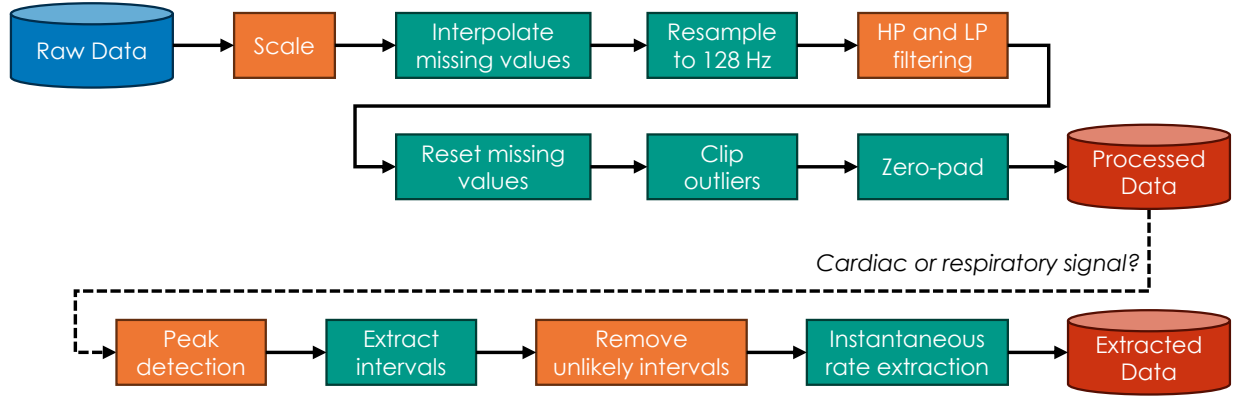 Raw Data
Scale
Interpolate
missing values
Resample
to 128 Hz
HP and LP
filtering
Reset missing
values
Clip
outliers
Zero-pad
Processed
Data
Cardiac or respiratory signal?
Peak
detection
Extract
intervals
Remove
unlikely intervals
Instantaneous
rate extraction
Extracted
Data